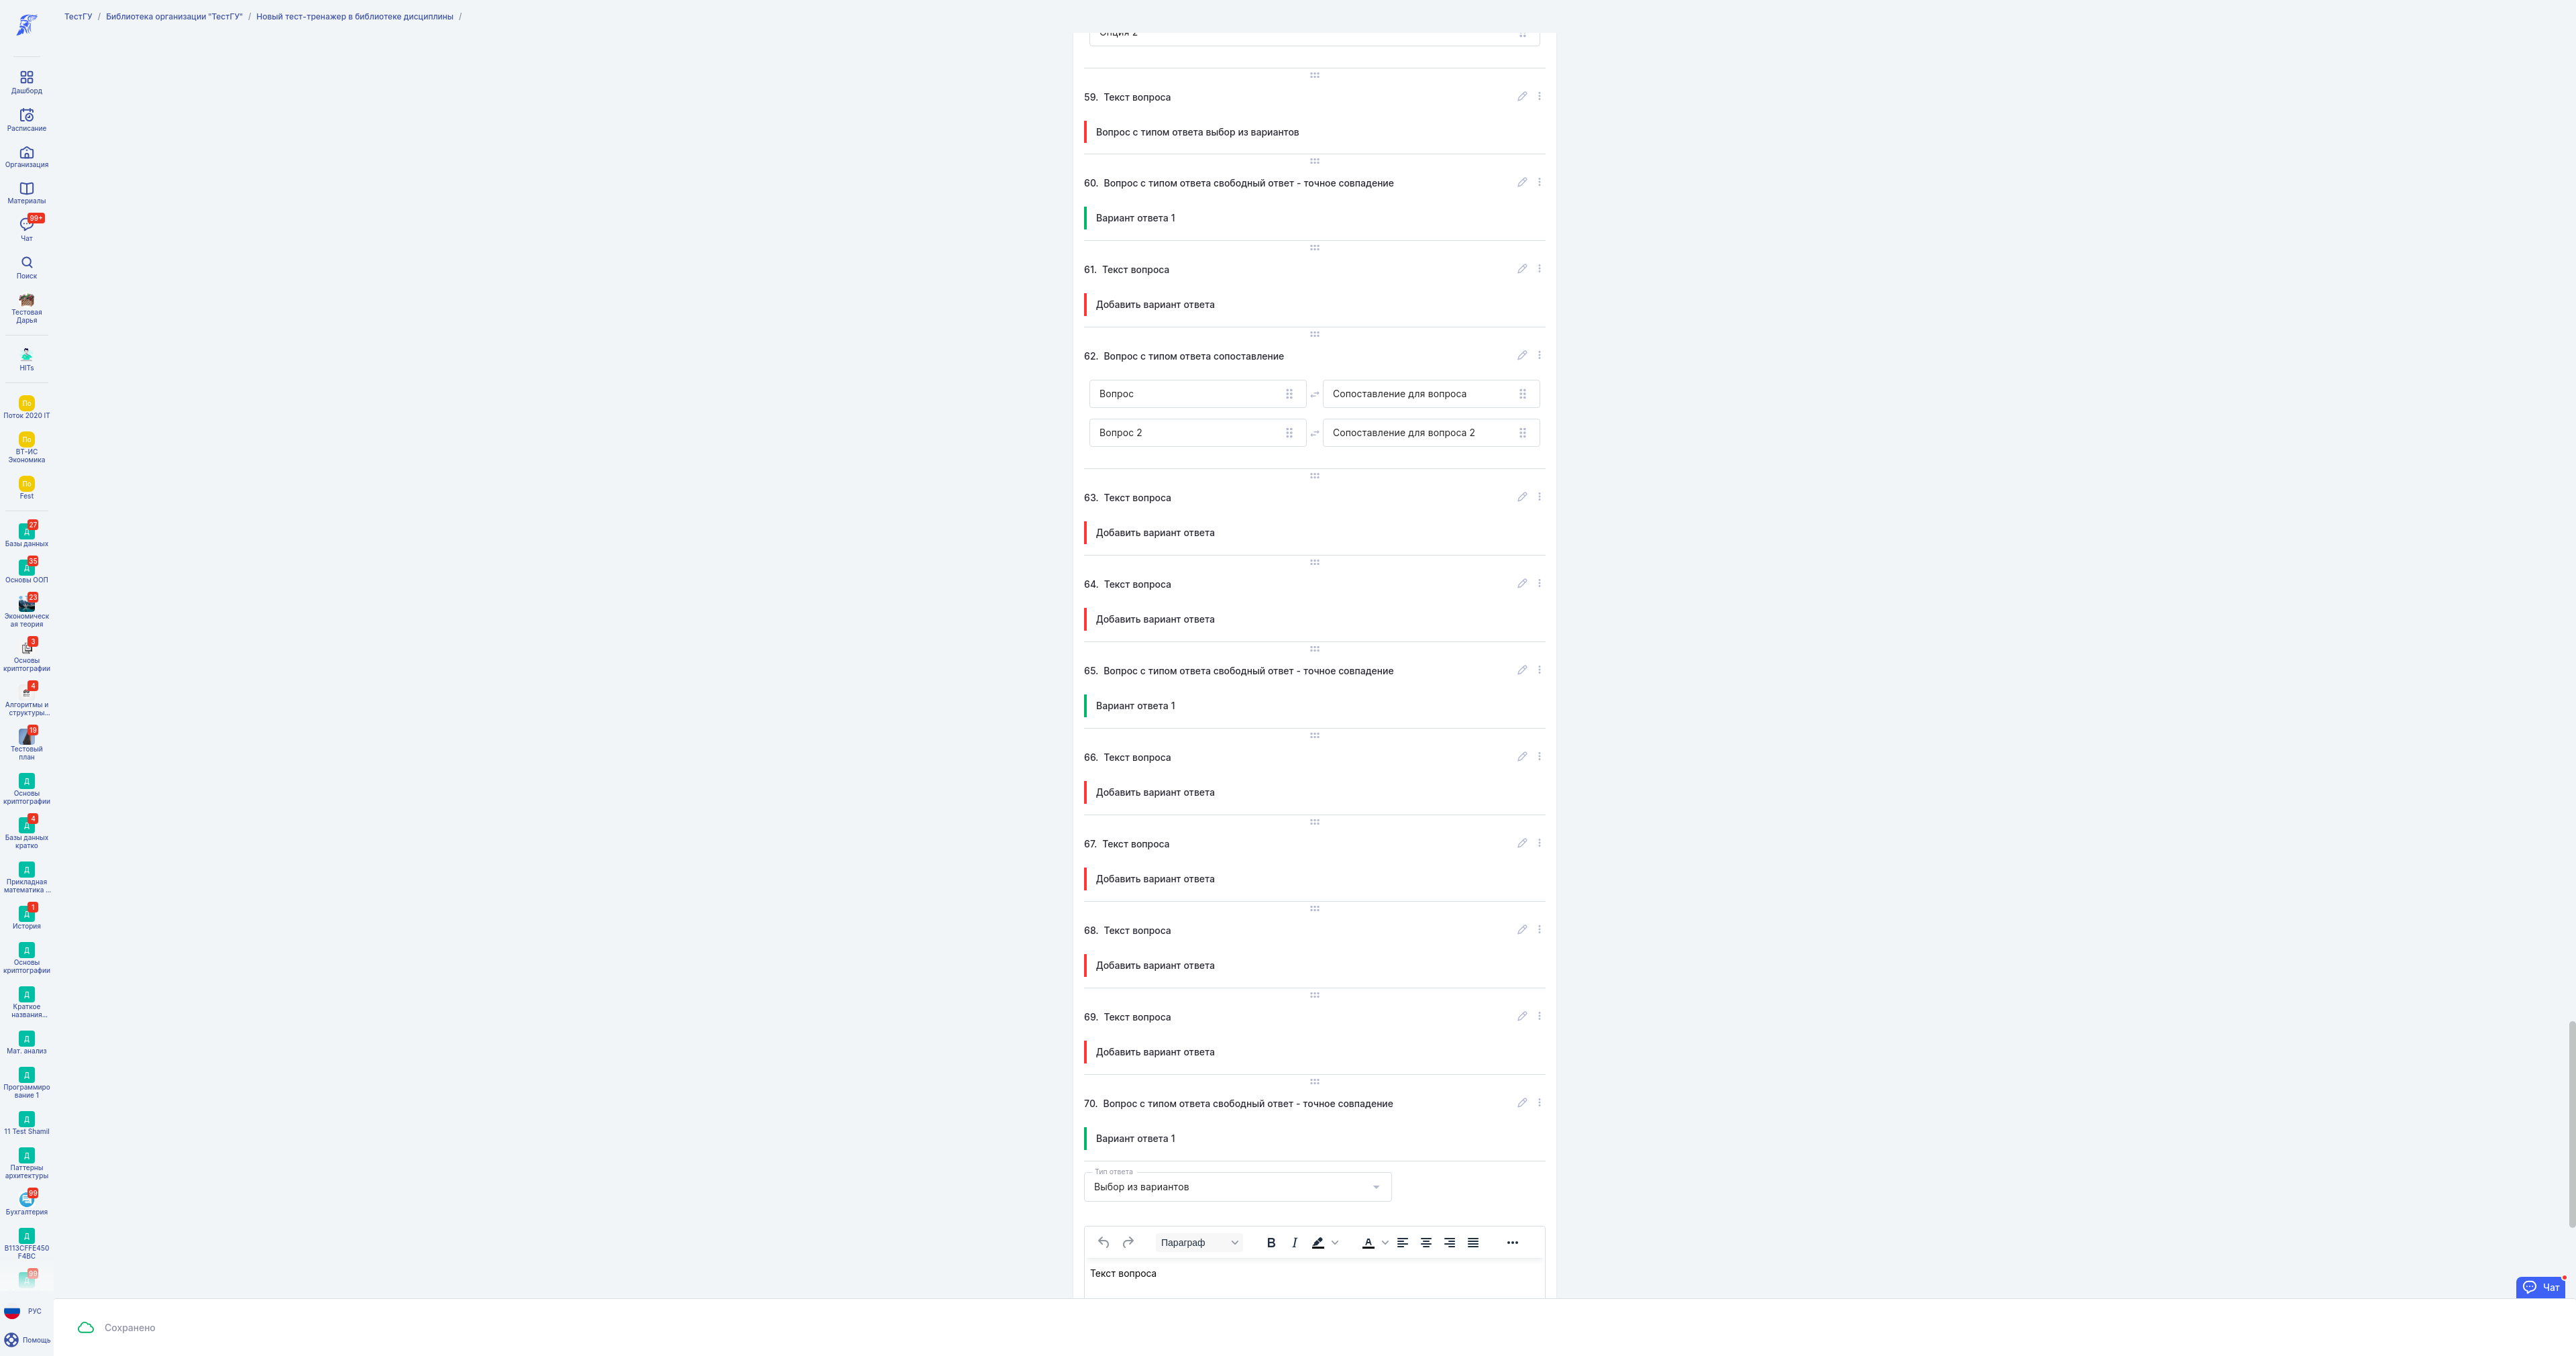 ТестГУ / Библиотека организации "ТестГУ" / Новый тест-тренажер в библиотеке дисциплины /
Дашборд
Расписание
Организация
Материалы
99+
Чат
Поиск
Тестовая
Дарья
HITs
По
Поток 2020 IT
По
ВТ-ИС
Экономика
По
Fest
27
Д
Базы данных
35
Д
Основы ООП
23
Экономическ
ая теория
3
Основы
криптографии
4
Алгоритмы и
структуры...
19
Тестовый
план
Д
Основы
криптографии
4
Д
Базы данных
кратко
Д
Прикладная
математика ...
1
Д
История
Д
Основы
криптографии
Д
Краткое
названия...
Д
Мат. анализ
Д
Программиро
вание 1
Д
11 Test Shamil
Д
Паттерны
архитектуры
99
Бухгалтерия
Д
B113CFFE450
F4BC
99
Д
РУС
Помощь
Опция 2
59. Текст вопроса
Вопрос с типом ответа выбор из вариантов
60. Вопрос с типом ответа свободный ответ - точное совпадение
Вариант ответа 1
61. Текст вопроса
Добавить вариант ответа
62. Вопрос с типом ответа сопоставление
Вопрос
Сопоставление для вопроса
Вопрос 2
Сопоставление для вопроса 2
63. Текст вопроса
Добавить вариант ответа
64. Текст вопроса
Добавить вариант ответа
65. Вопрос с типом ответа свободный ответ - точное совпадение
Вариант ответа 1
66. Текст вопроса
Добавить вариант ответа
67. Текст вопроса
Добавить вариант ответа
68. Текст вопроса
Добавить вариант ответа
69. Текст вопроса
Добавить вариант ответа
70. Вопрос с типом ответа свободный ответ - точное совпадение
Вариант ответа 1
Тип ответа
Выбор из вариантов
Параграф
B I A
Текст вопроса
Чат
Сохранено